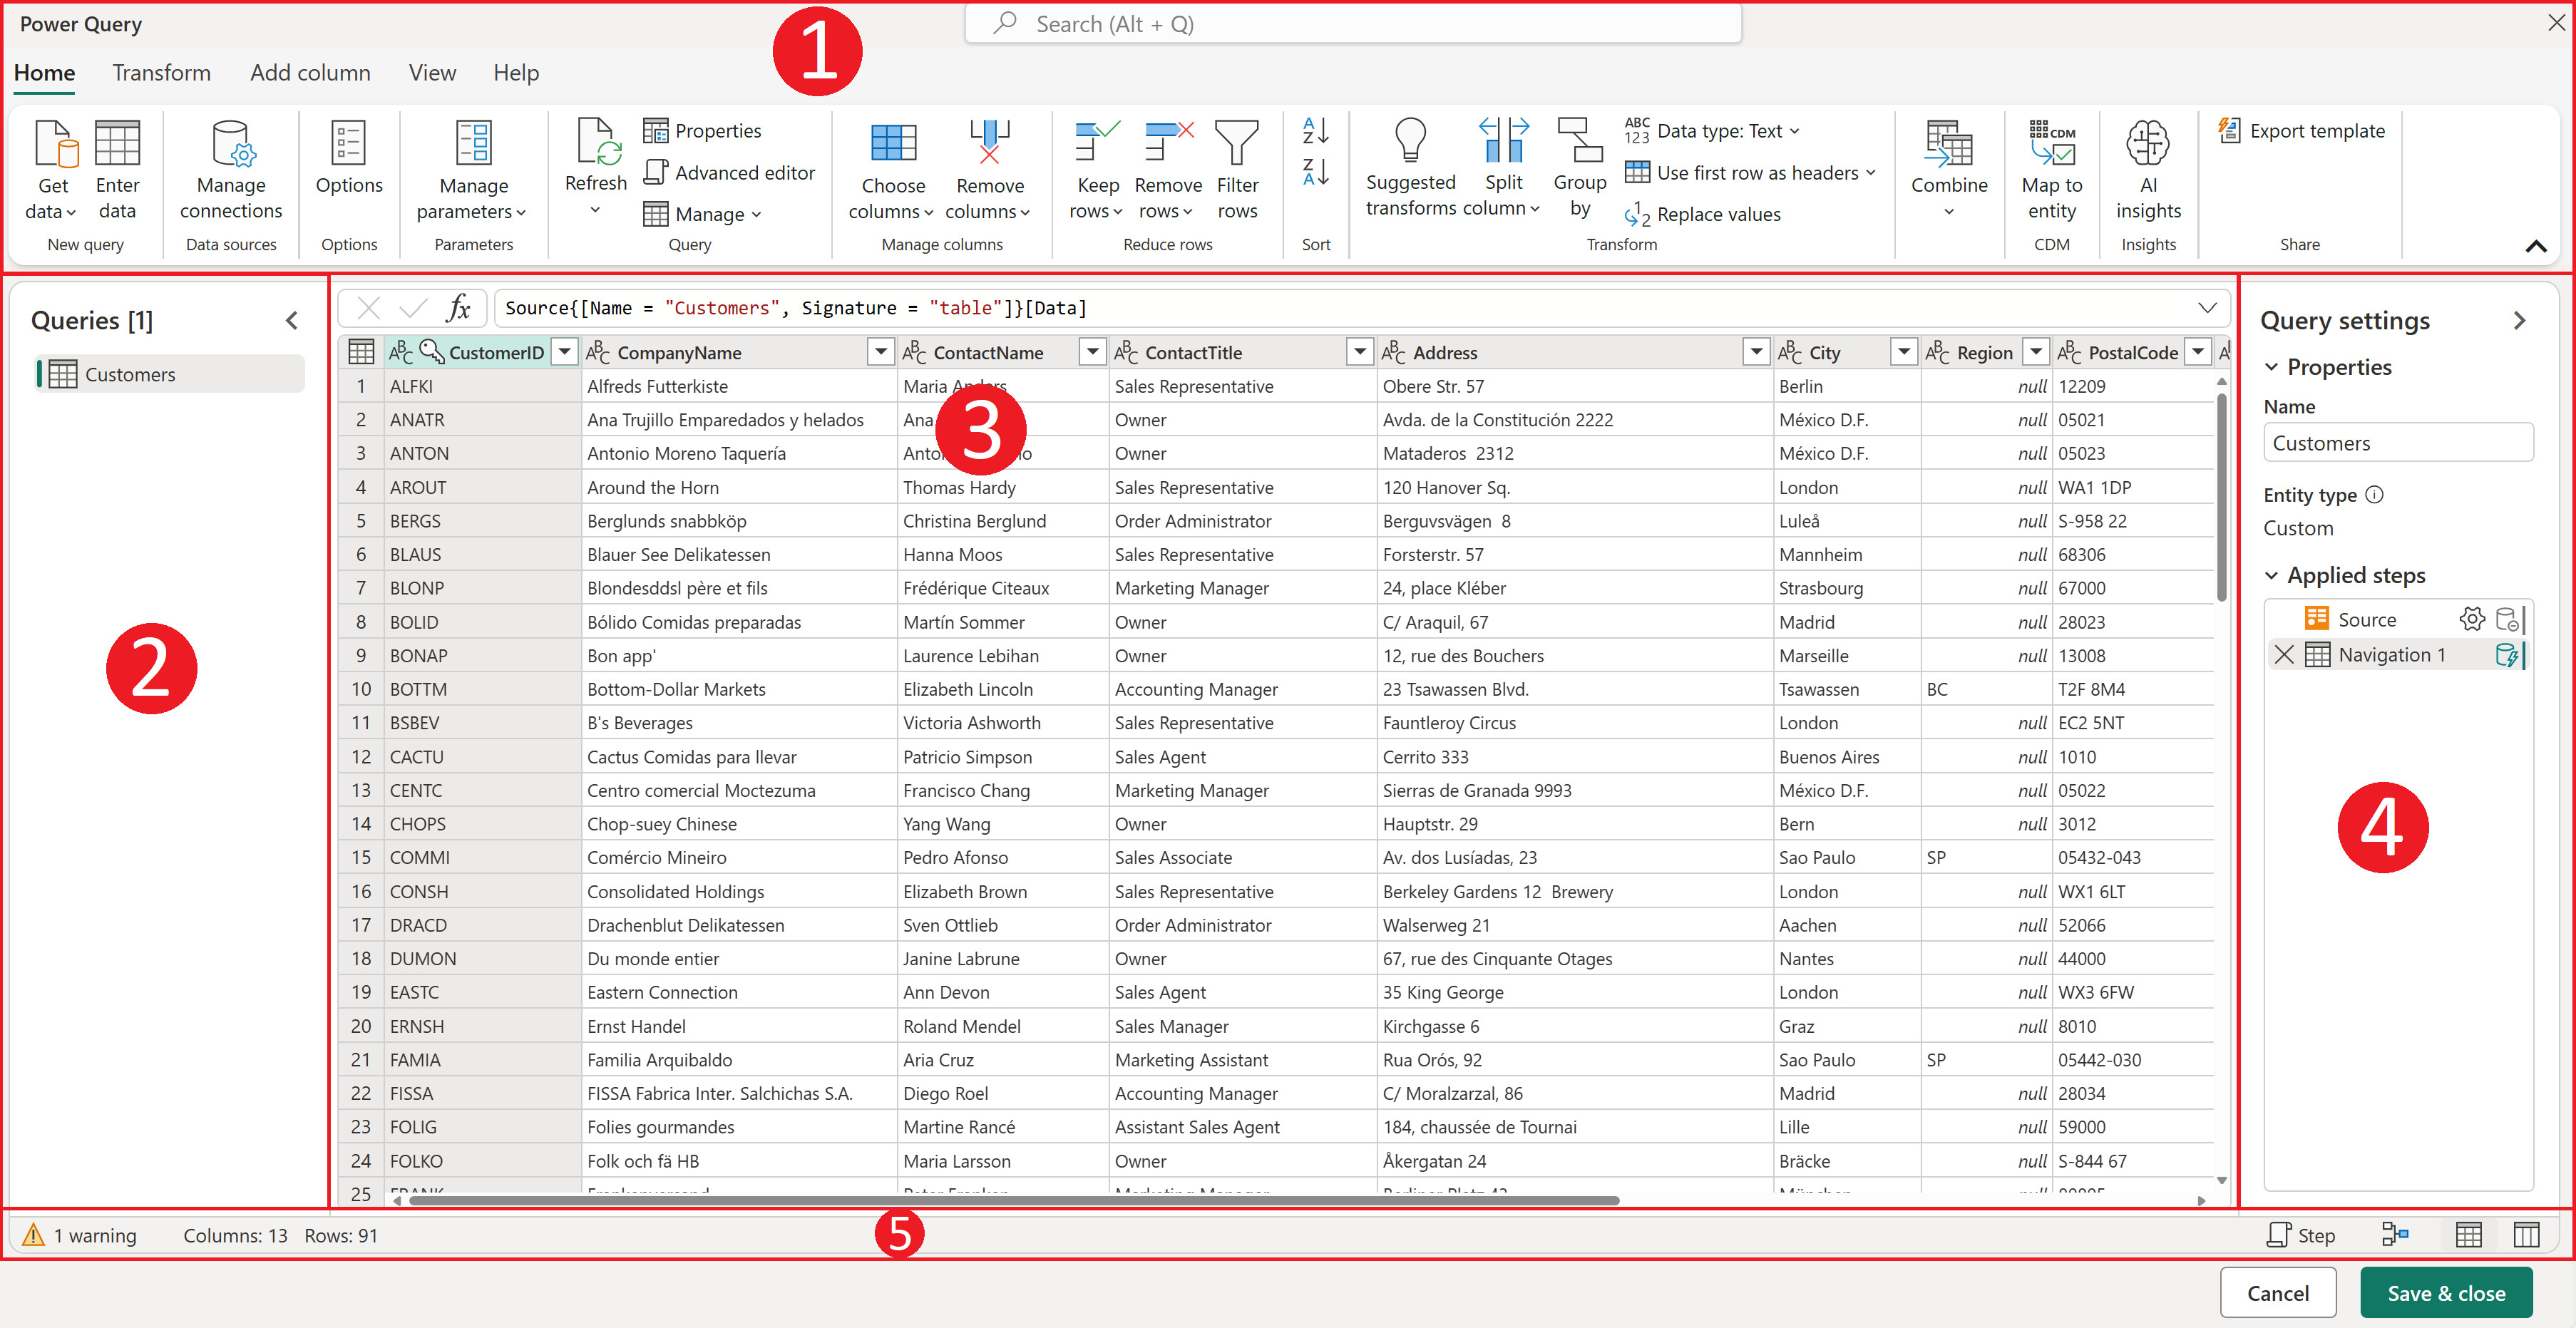 Power Query
Search (Alt + Q)
1
Home Transform Add column View Help
Get data Enter data
New query
Manage connections
Data sources
Options
Options
Manage parameters
Parameters
Refresh
Properties
Advanced editor
Manage
Query
Choose columns Remove columns
Manage columns
Keep rows Remove rows Filter rows
Reduce rows
A Z
Z A
Sort
Suggested transforms Split column Group by
ABC 123 Data type: Text
Use first row as headers
1 2 Replace values
Transform
Combine
CDM
Map to entity
CDM
AI insights
Insights
Export template
Share
Queries [1]
Customers
2
fx Source{[Name = "Customers", Signature = "table"]}[Data]
ABC CustomerID ABC CompanyName ABC ContactName ABC ContactTitle ABC Address ABC City ABC Region ABC PostalCode
1 ALFKI Alfreds Futterkiste Maria Anders Sales Representative Obere Str. 57 Berlin null 12209
2 ANATR Ana Trujillo Emparedados y helados Ana Owner Avda. de la Constitución 2222 México D.F. null 05021
3
3 ANTON Antonio Moreno Taquería Owner Mataderos  2312 México D.F. null 05023
4 AROUT Around the Horn Thomas Hardy Sales Representative 120 Hanover Sq. London null WA1 1DP
5 BERGS Berglunds snabbköp Christina Berglund Order Administrator Berguvsvägen  8 Luleå null S-958 22
6 BLAUS Blauer See Delikatessen Hanna Moos Sales Representative Forsterstr. 57 Mannheim null 68306
7 BLONP Blondesddsl père et fils Frédérique Citeaux Marketing Manager 24, place Kléber Strasbourg null 67000
8 BOLID Bólido Comidas preparadas Martín Sommer Owner C/ Araquil, 67 Madrid null 28023
9 BONAP Bon app' Laurence Lebihan Owner 12, rue des Bouchers Marseille null 13008
10 BOTTM Bottom-Dollar Markets Elizabeth Lincoln Accounting Manager 23 Tsawassen Blvd. Tsawassen BC T2F 8M4
11 BSBEV B's Beverages Victoria Ashworth Sales Representative Fauntleroy Circus London null EC2 5NT
12 CACTU Cactus Comidas para llevar Patricio Simpson Sales Agent Cerrito 333 Buenos Aires null 1010
13 CENTC Centro comercial Moctezuma Francisco Chang Marketing Manager Sierras de Granada 9993 México D.F. null 05022
14 CHOPS Chop-suey Chinese Yang Wang Owner Hauptstr. 29 Bern null 3012
15 COMMI Comércio Mineiro Pedro Afonso Sales Associate Av. dos Lusíadas, 23 Sao Paulo SP 05432-043
16 CONSH Consolidated Holdings Elizabeth Brown Sales Representative Berkeley Gardens 12  Brewery London null WX1 6LT
17 DRACD Drachenblut Delikatessen Sven Ottlieb Order Administrator Walserweg 21 Aachen null 52066
18 DUMON Du monde entier Janine Labrune Owner 67, rue des Cinquante Otages Nantes null 44000
19 EASTC Eastern Connection Ann Devon Sales Agent 35 King George London null WX3 6FW
20 ERNSH Ernst Handel Roland Mendel Sales Manager Kirchgasse 6 Graz null 8010
21 FAMIA Familia Arquibaldo Aria Cruz Marketing Assistant Rua Orós, 92 Sao Paulo SP 05442-030
22 FISSA FISSA Fabrica Inter. Salchichas S.A. Diego Roel Accounting Manager C/ Moralzarzal, 86 Madrid null 28034
23 FOLIG Folies gourmandes Martine Rancé Assistant Sales Agent 184, chaussée de Tournai Lille null 59000
24 FOLKO Folk och fä HB Maria Larsson Owner Åkergatan 24 Bräcke null S-844 67
25
Query settings
Properties
Name
Customers
Entity type
Custom
Applied steps
Source
Navigation 1
4
1 warning Columns: 13 Rows: 91
5
Step
Cancel Save & close